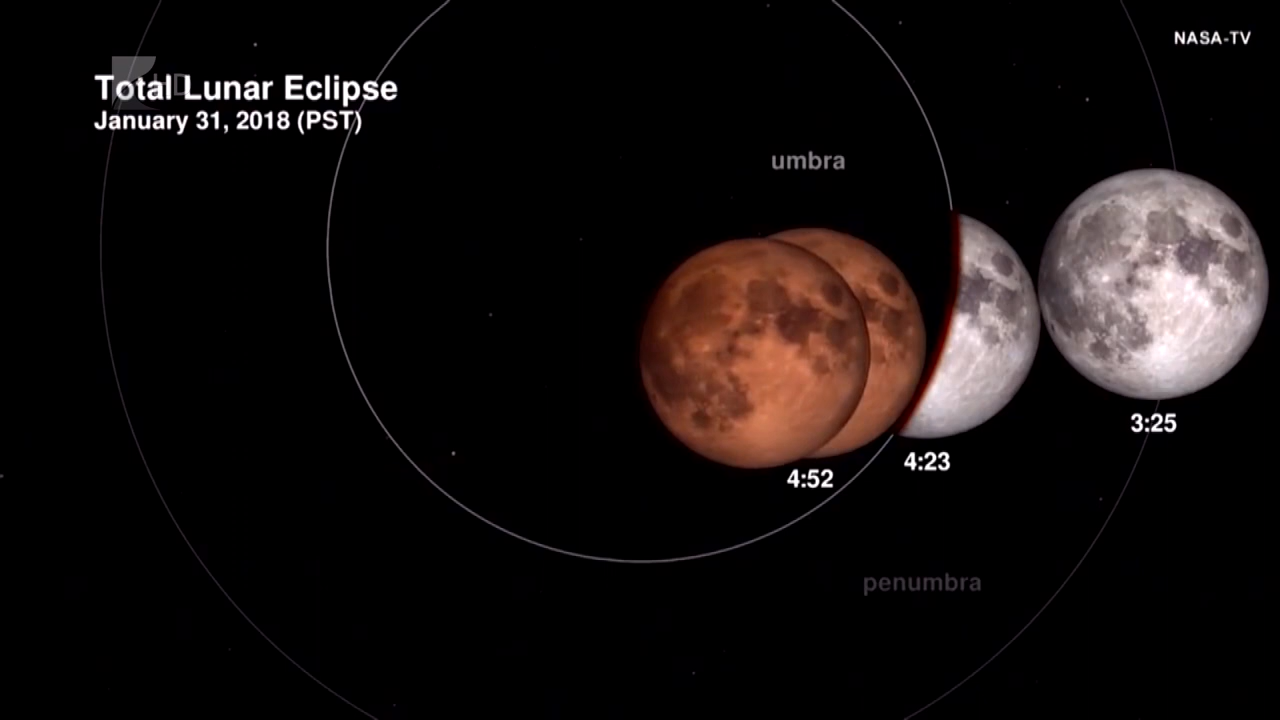 NASA-TV
Total Lunar Eclipse
January 31, 2018 (PST)
umbra
3:25
4:23
4:52
penumbra